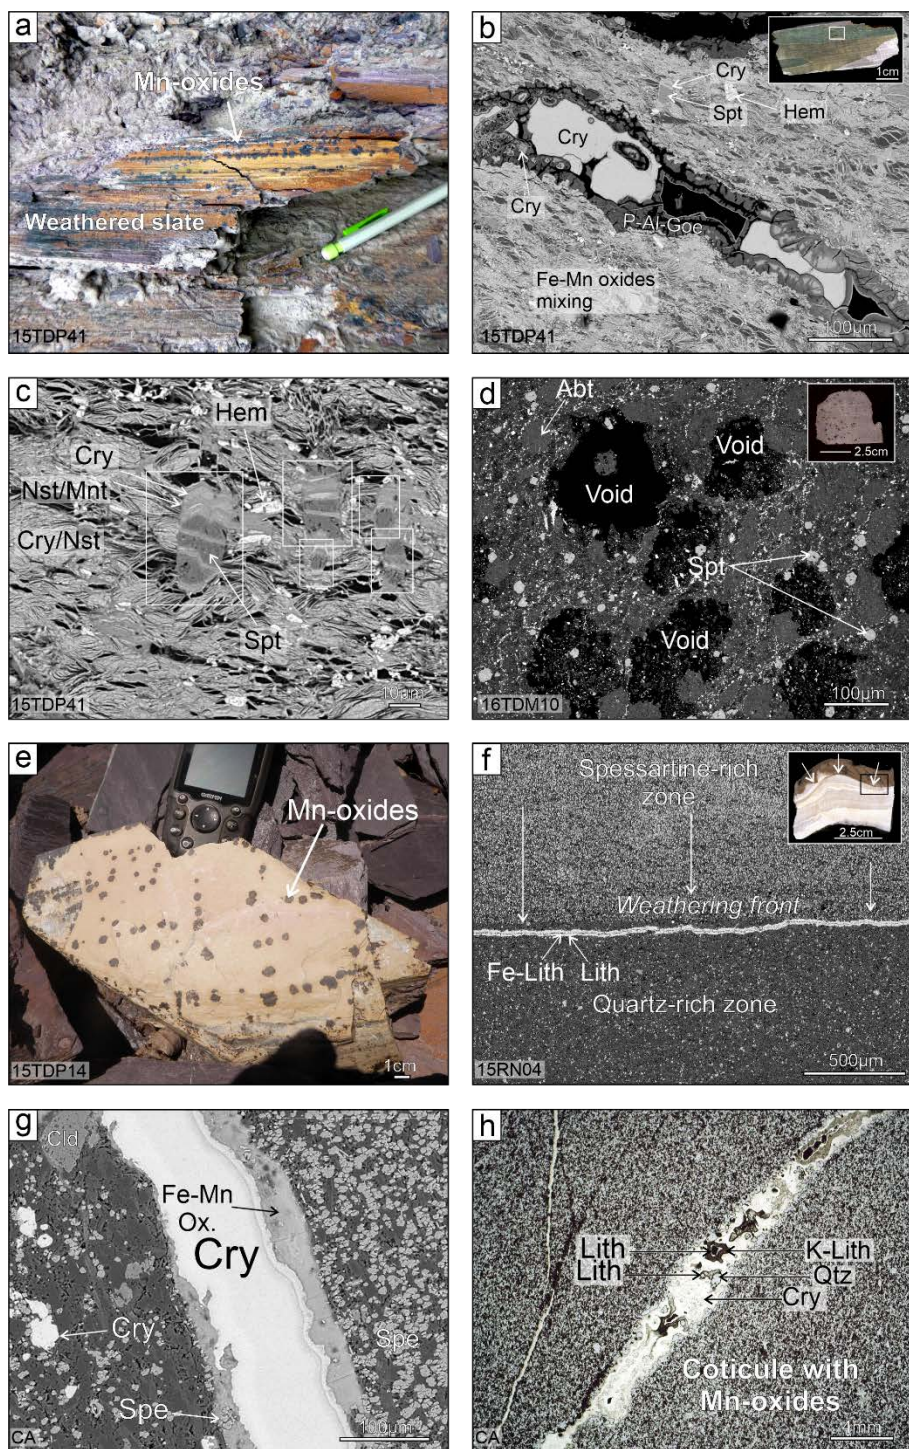 a
Mn-oxides
Weathered slate
15TDP41
b
1cm
Cry
Spt
Hem
Cry
Cry
P-Al-Goe
Fe-Mn oxides
mixing
100µm
15TDP41
c
Hem
Cry
Nst/Mnt
Cry/Nst
Spt
10µm
15TDP41
d
Abt
2.5cm
Void
Void
Void
Spt
Void
100µm
16TDM10
e
Mn-oxides
1cm
15TDP14
f
Spessartine-rich
zone
2.5cm
Weathering front
Fe-Lith
Lith
Quartz-rich zone
500µm
15RN04
g
Cld
Fe-Mn
Ox.
Cry
Cry
Spe
Spe
100µm
CA
h
Lith
K-Lith
Lith
Qtz
Cry
Coticule with
Mn-oxides
1mm
CA